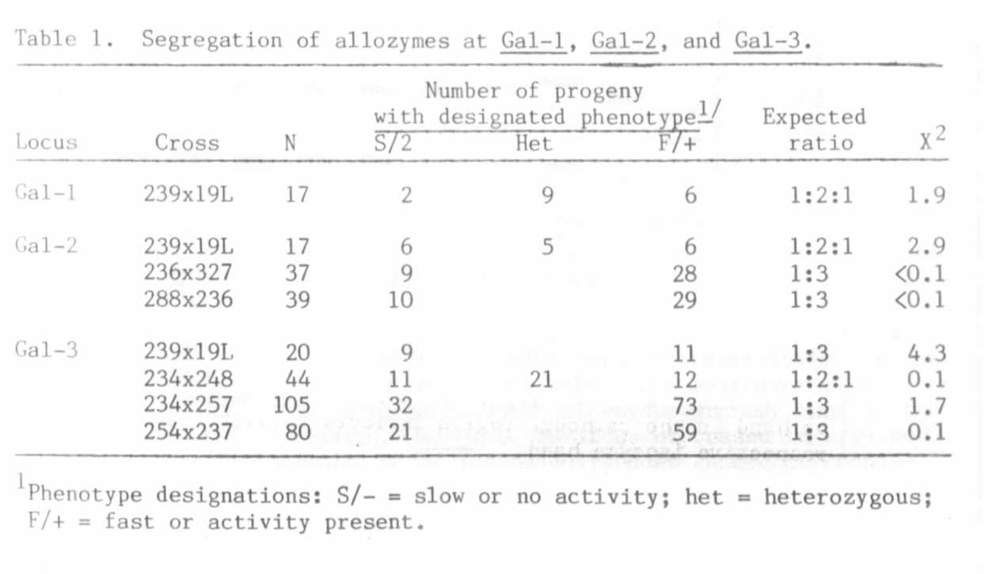 Table 1. Segregation of allozymes at Gal-1, Gal-2, and Gal-3.
Number of progeny
with designated phenotype1/ Expected
Locus Cross N S/2 Het F/+ ratio X2
Gal-1 239x19L 17 2 9 6 1:2:1 1.9
Gal-2 239x19L 17 6 5 6 1:2:1 2.9
236x327 37 9 28 1:3 <0.1
288x236 39 10 29 1:3 <0.1
Gal-3 239x19L 20 9 11 1:3 4.3
234x248 44 11 21 12 1:2:1 0.1
234x257 105 32 73 1:3 1.7
254x237 80 21 59 1:3 0.1
1Phenotype designations: S/- = slow or no activity; het = heterozygous;
F/+ = fast or activity present.